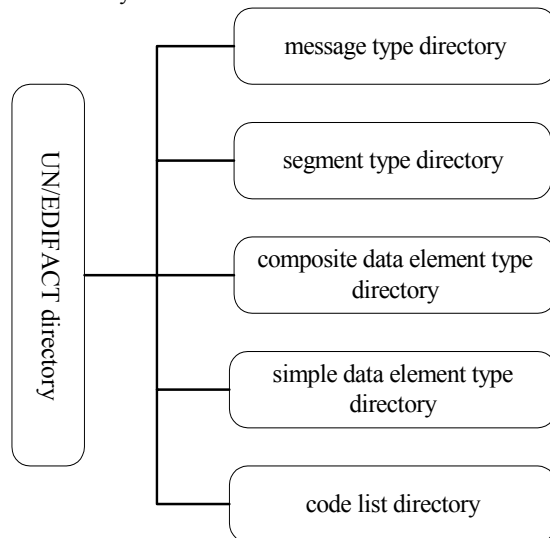 message type directory
UN/EDIFACT directory
segment type directory
composite data element type
directory
simple data element type
directory
code list directory